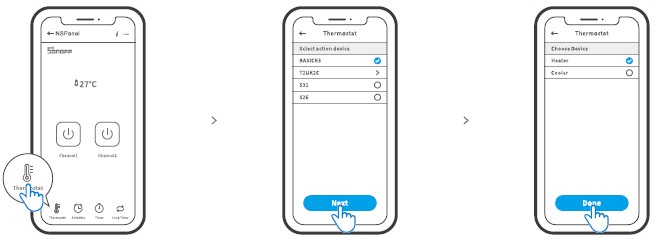 NSPanel
SONOFF
27°C
Channel1
Channel2
Thermostat
Thermostat
Schedule
Timer
Loop Timer
Thermostat
Select action device
BASICR3
T2UK2C
S31
S26
Next
Thermostat
Choose Device
Heater
Cooler
Done